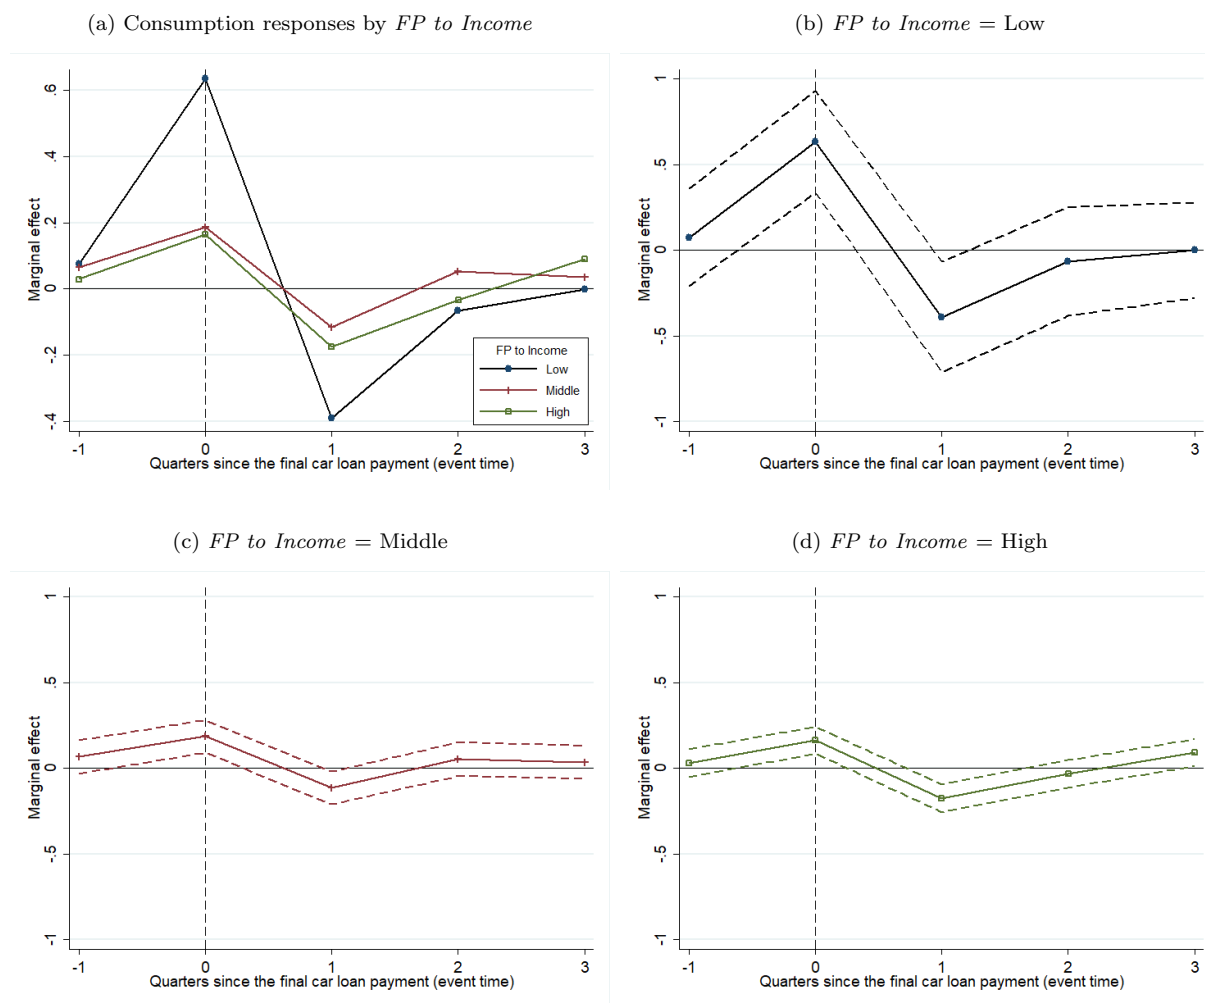 (a) Consumption responses by FP to Income
.6
.4
.2
0
-.2
-.4
Marginal effect
-1 0 1 2 3
Quarters since the final car loan payment (event time)
FP to Income
Low
Middle
High
(b) FP to Income = Low
1
.5
0
-.5
-1
Marginal effect
-1 0 1 2 3
Quarters since the final car loan payment (event time)
(c) FP to Income = Middle
1
.5
0
-.5
-1
Marginal effect
-1 0 1 2 3
Quarters since the final car loan payment (event time)
(d) FP to Income = High
1
.5
0
-.5
-1
Marginal effect
-1 0 1 2 3
Quarters since the final car loan payment (event time)